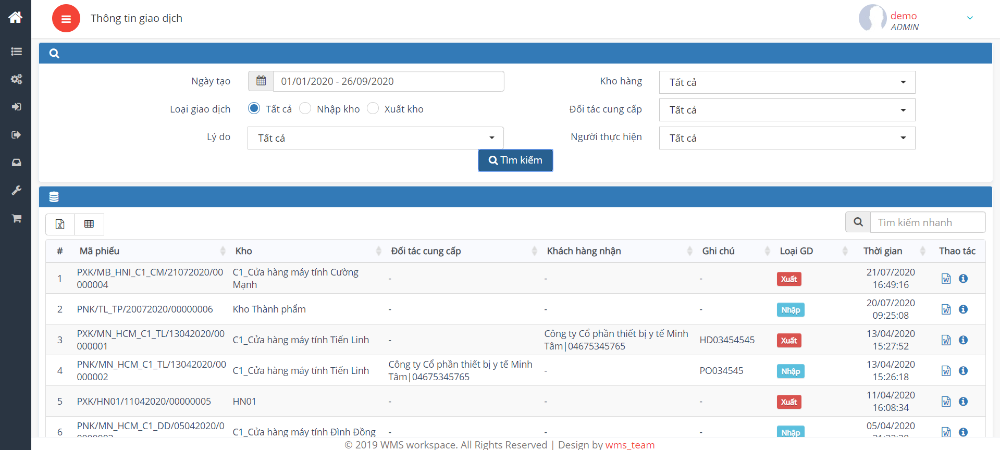 Thông tin giao dịch
demo
ADMIN
Ngày tạo
01/01/2020 - 26/09/2020
Kho hàng
Tất cả
Loại giao dịch
Tất cả
Nhập kho
Xuất kho
Đối tác cung cấp
Tất cả
Lý do
Tất cả
Người thực hiện
Tất cả
Tìm kiếm
Tìm kiếm nhanh
# Mã phiếu Kho Đối tác cung cấp Khách hàng nhận Ghi chú Loại GD Thời gian Thao tác
PXK/MB_HNI_C1_CM/21072020/00 C1_Cửa hàng máy tính Cường 21/07/2020
1 - - - Xuất
000004 Mạnh 16:49:16
20/07/2020
2 PNK/TL_TP/20072020/00000006 Kho Thành phẩm - - - Nhập
09:25:08
PXK/MN_HCM_C1_TL/13042020/00 Công ty Cổ phần thiết bị y tế Minh 13/04/2020
3 C1_Cửa hàng máy tính Tiến Linh - HD03454545 Xuất
000001 Tâm|04675345765 15:27:52
PNK/MN_HCM_C1_TL/13042020/00 Công ty Cổ phần thiết bị y tế Minh 13/04/2020
4 C1_Cửa hàng máy tính Tiến Linh - PO034545 Nhập
000002 Tâm|04675345765 15:26:18
11/04/2020
5 PXK/HN01/11042020/00000005 HN01 - - - Xuất
16:08:34
PNK/MN_HCM_C1_DD/05042020/0 05/04/2020
6 C1_Cửa hàng máy tính Đình Đồng - - - Nhập
© 2019 WMS workspace. All Rights Reserved | Design by wms_team